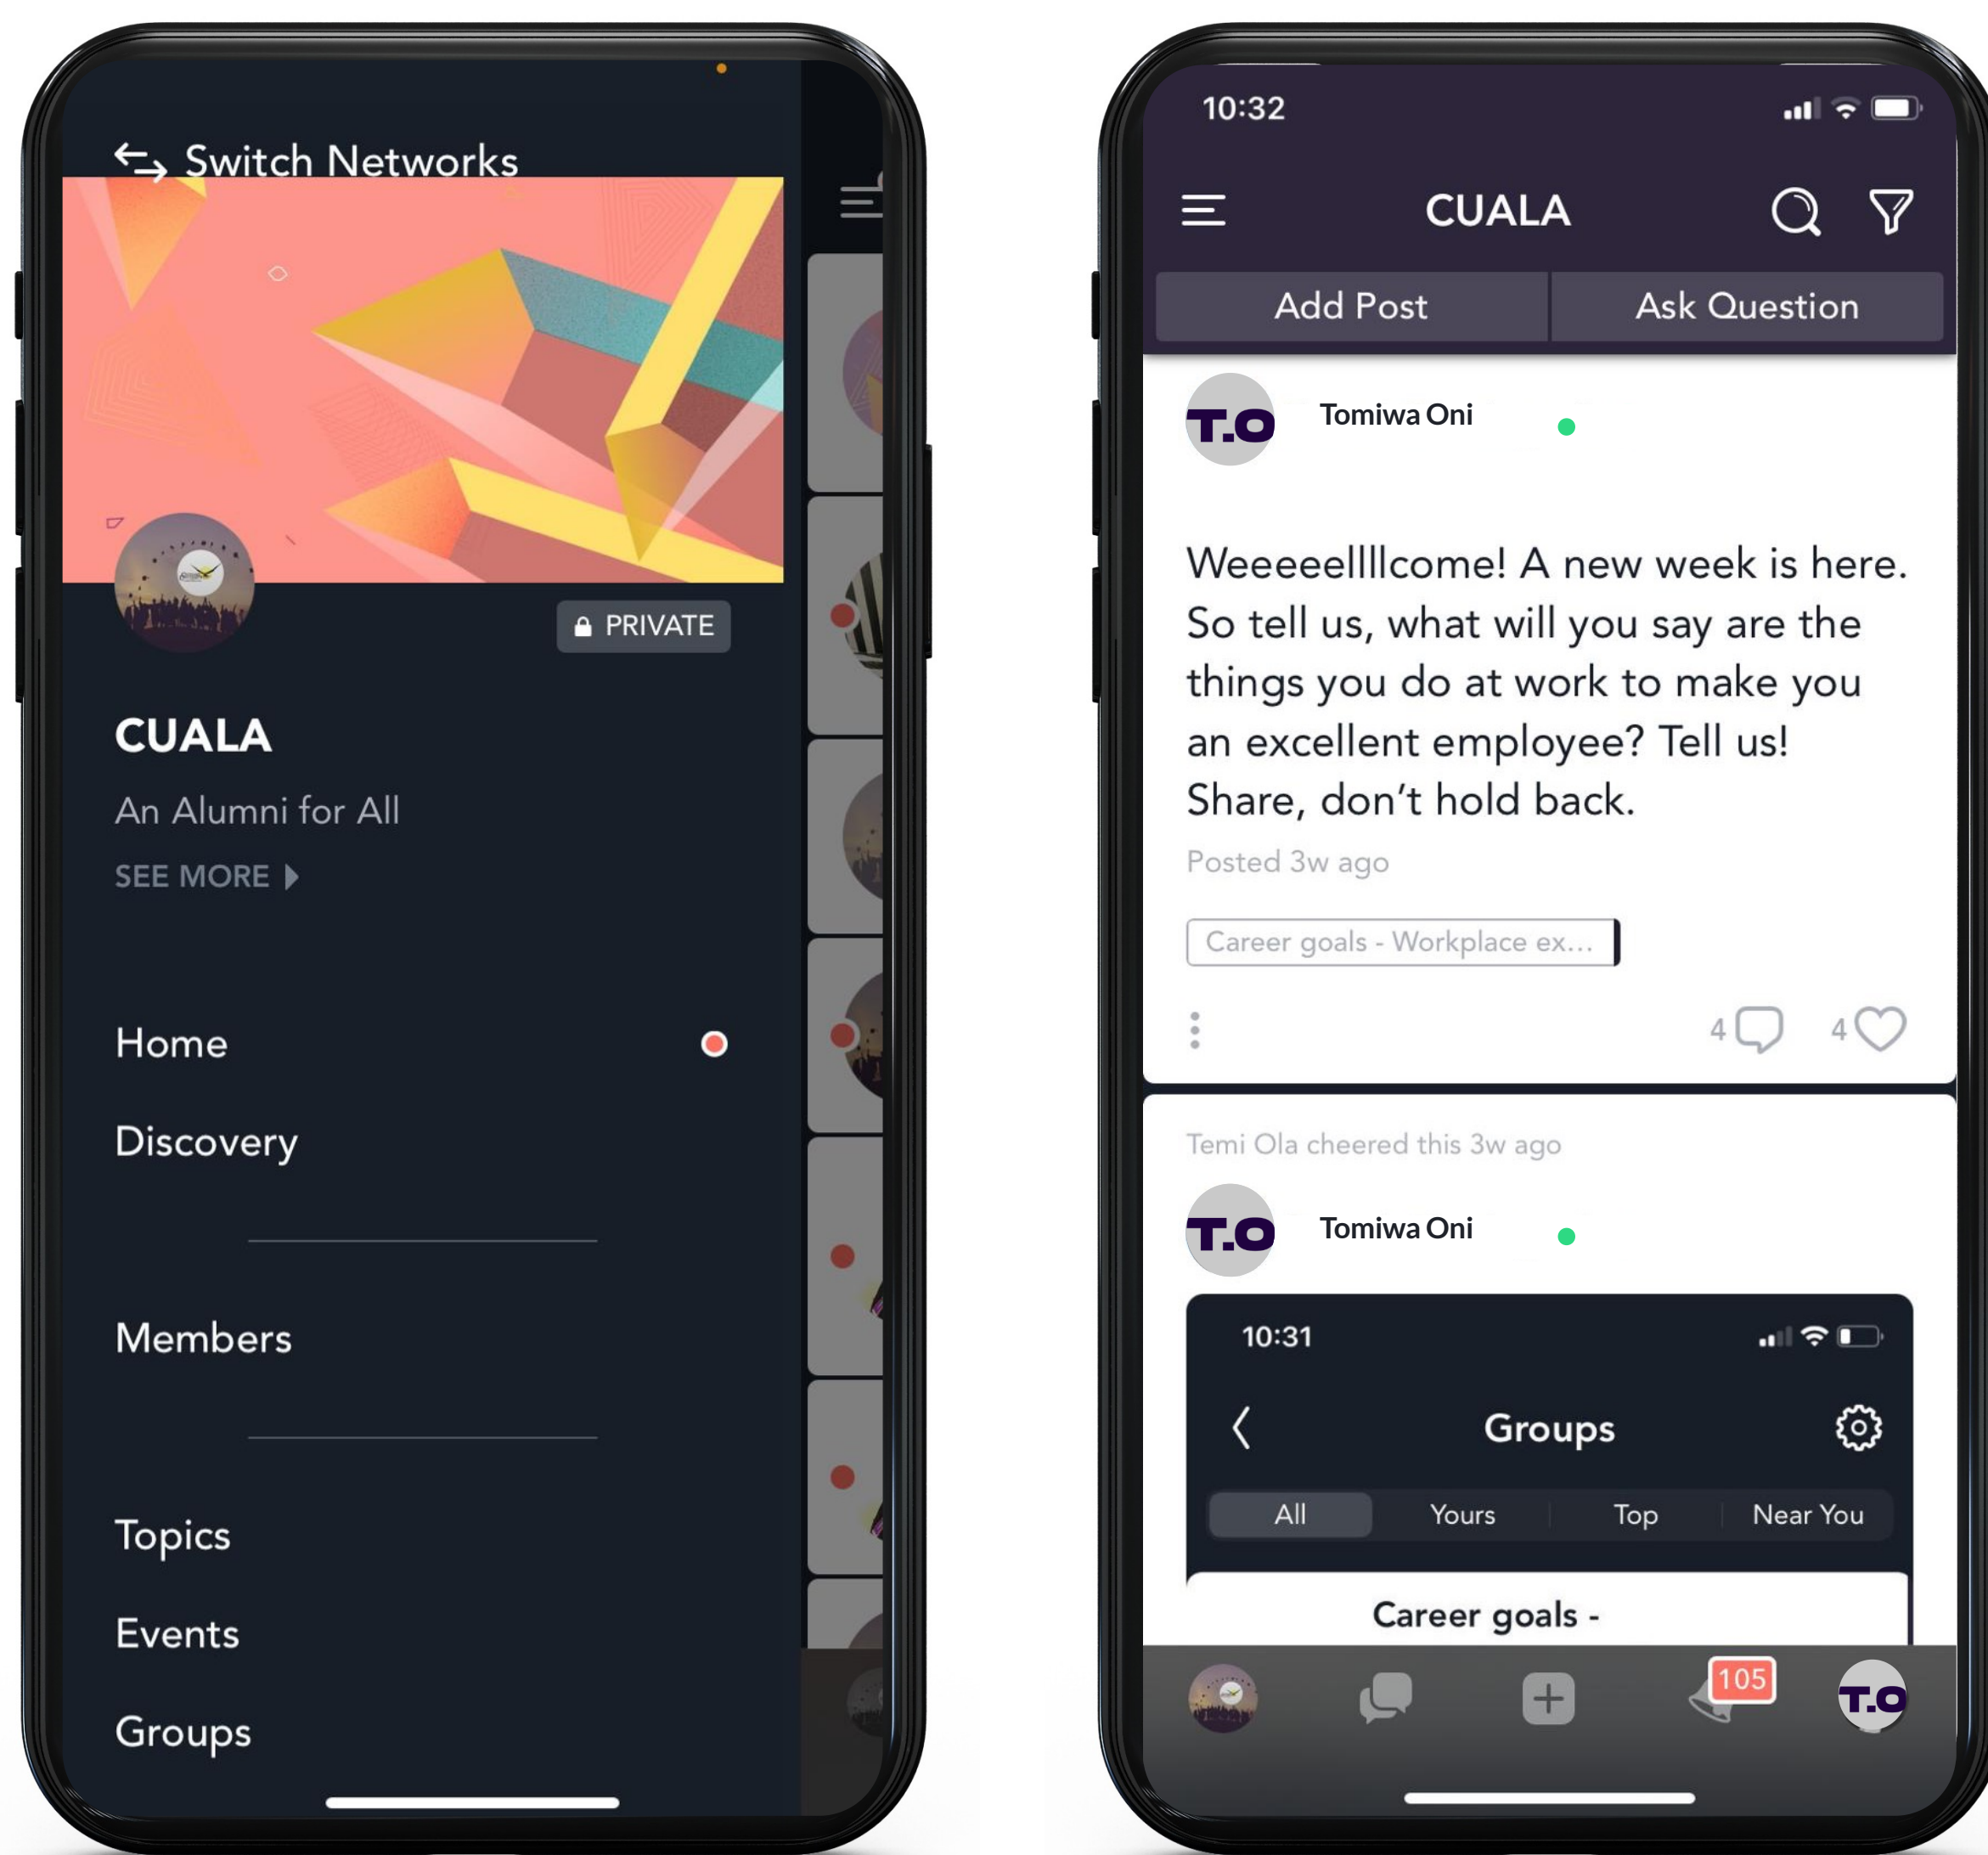 Switch Networks
PRIVATE
CUALA
An Alumni for All
SEE MORE
Home
Discovery
Members
Topics
Events
Groups
10:32
CUALA
Add Post
Ask Question
T.O
Tomiwa Oni
Weeeeellllcome! A new week is here.
So tell us, what will you say are the
things you do at work to make you
an excellent employee? Tell us!
Share, don't hold back.
Posted 3w ago
Career goals - Workplace ex...
4
4
Temi Ola cheered this 3w ago
T.O
Tomiwa Oni
10:31
Groups
All
Yours
Top
Near You
Career goals -
105
T.O